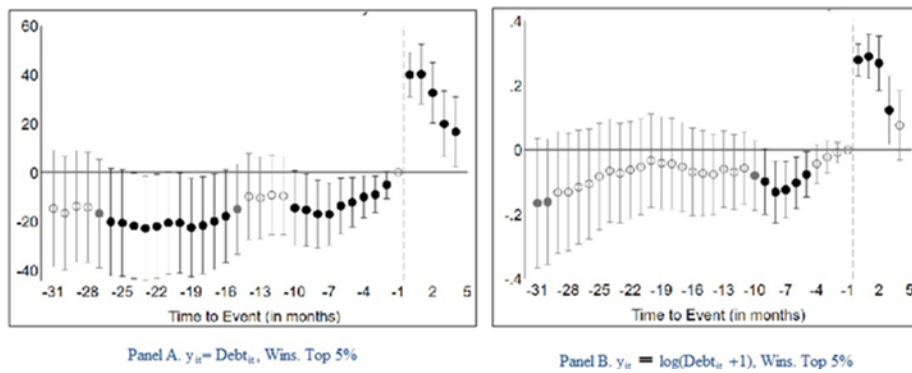 60
40
20
0
-20
-40
-31 -28 -25 -22 -19 -16 -13 -10 -7 -4 -1 2 5
Time to Event (in months)
Panel A. yit= Debtit, Wins. Top 5%
.4
.2
0
-.2
-.4
-31 -28 -25 -22 -19 -16 -13 -10 -7 -4 -1 2 5
Time to Event (in months)
Panel B. yit = log(Debtit +1), Wins. Top 5%